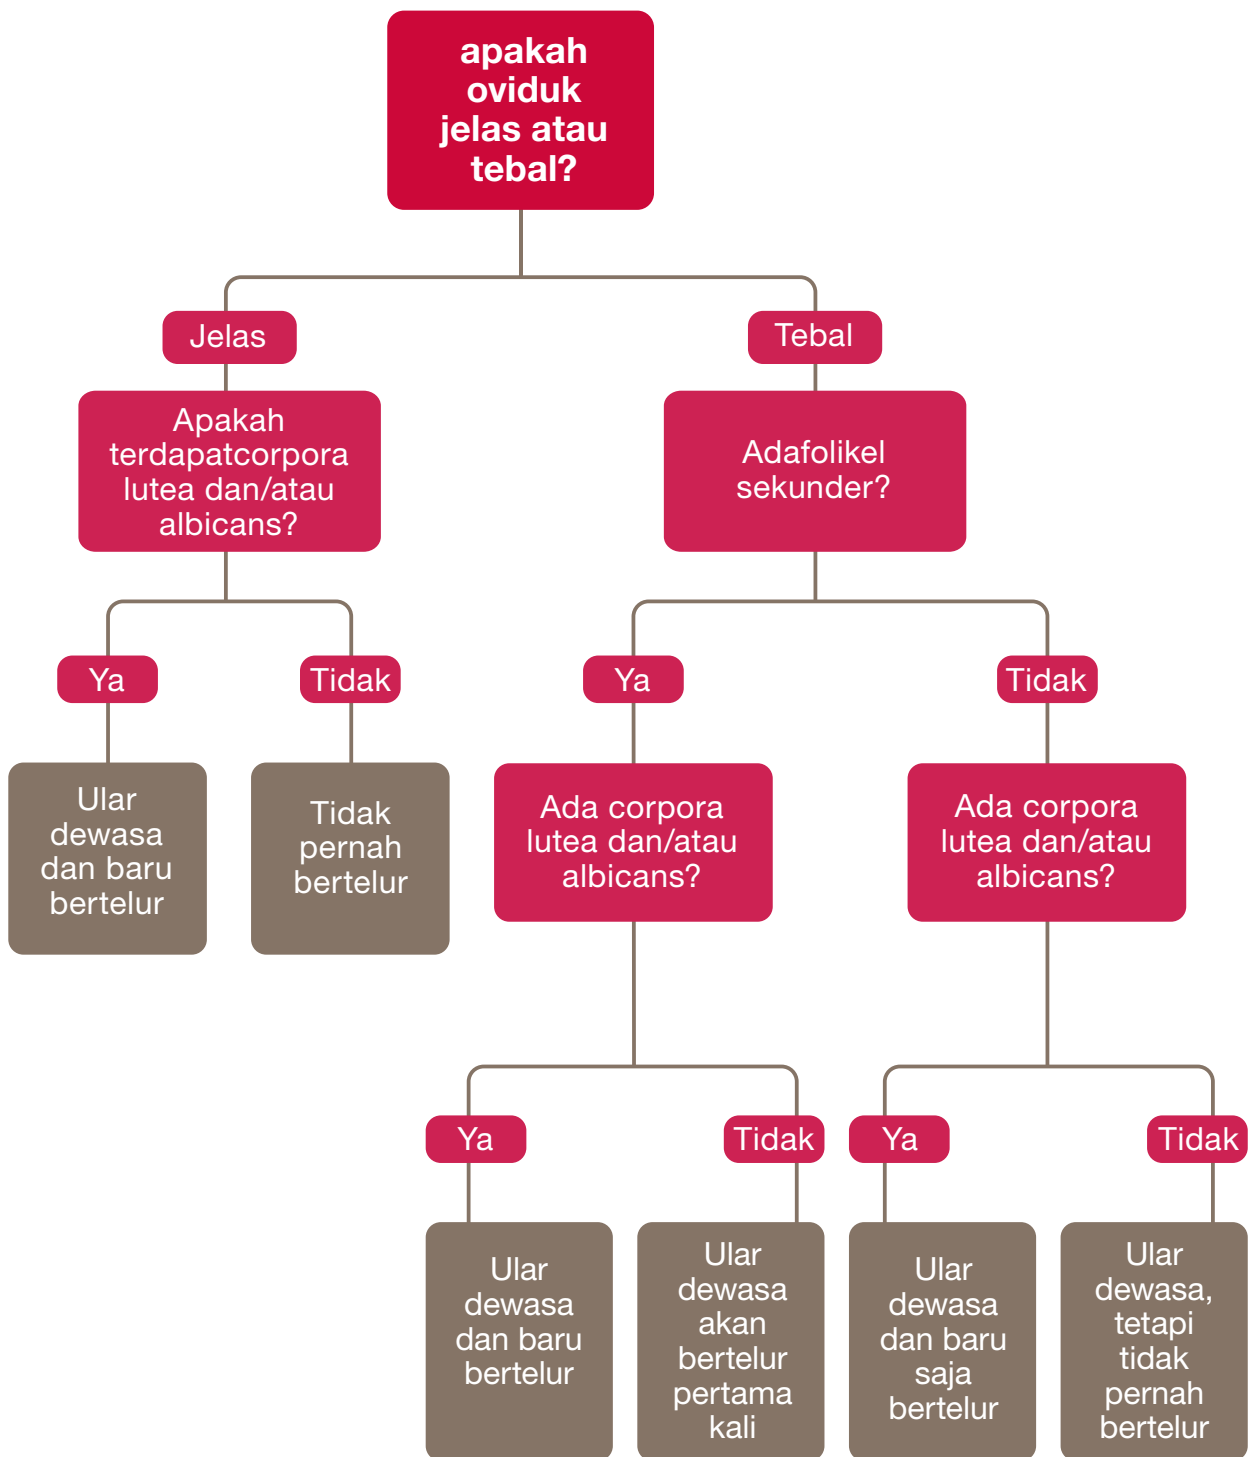 apakah
oviduk
jelas atau
tebal?
Jelas
Tebal
Apakah
terdapatcorpora
lutea dan/atau
albicans?
Adafolikel
sekunder?
Ya
Tidak
Ya
Tidak
Ular
dewasa
dan baru
bertelur
Tidak
pernah
bertelur
Ada corpora
lutea dan/atau
albicans?
Ada corpora
lutea dan/atau
albicans?
Ya
Tidak
Ya
Tidak
Ular
dewasa
dan baru
bertelur
Ular
dewasa
akan
bertelur
pertama
kali
Ular
dewasa
dan baru
saja
bertelur
Ular
dewasa,
tetapi
tidak
pernah
bertelur